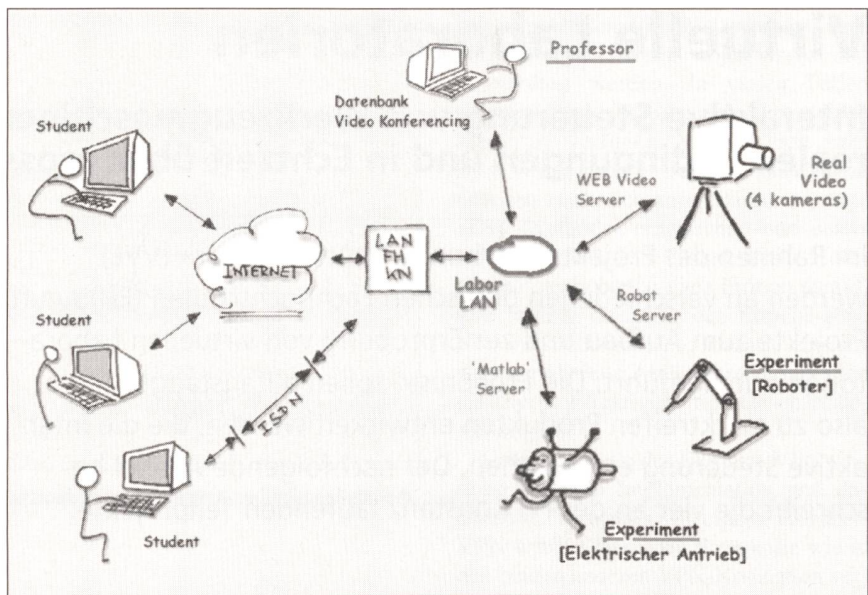 Professor
Datenbank
Video Konferencing
Student
WEB Video
Server
Real
Video
(4 kameras)
INTERNET
LAN
FH
KN
Labor
LAN
Robot
Server
Student
'Matlab'
Server
Experiment
[Roboter]
ISDN
Student
Experiment
[Elektrischer Antrieb]